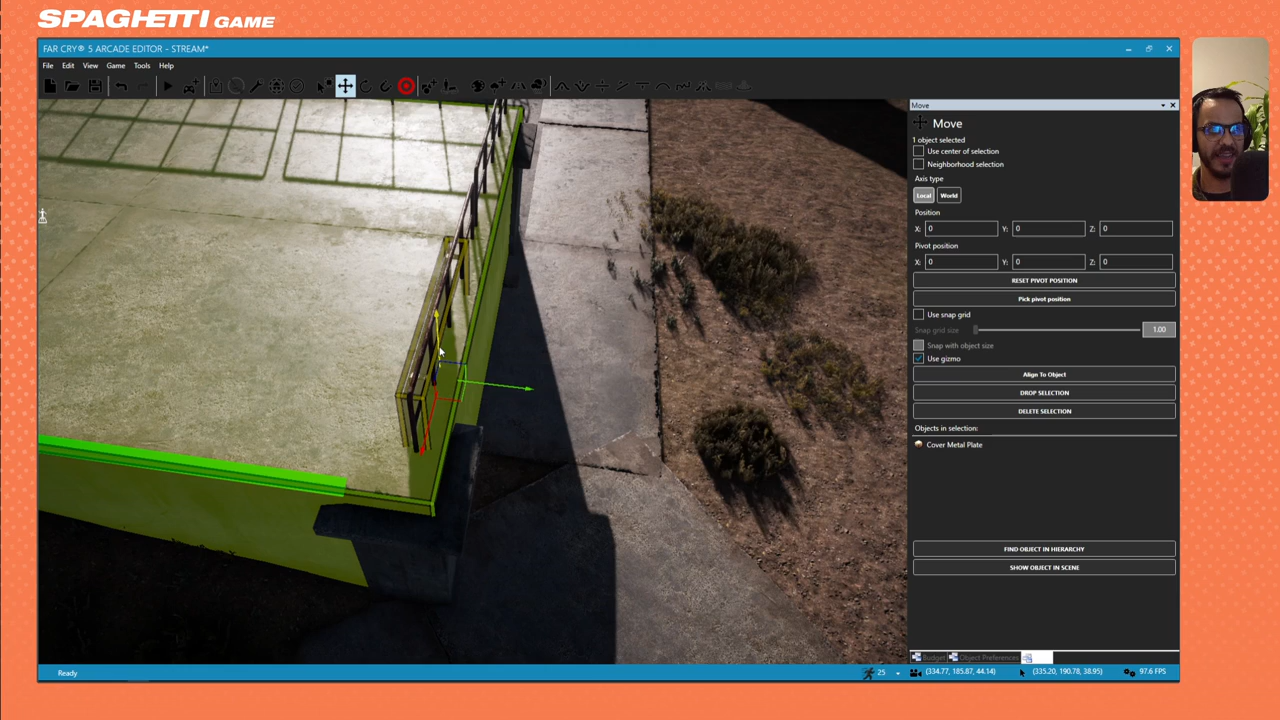 SPAGHETTI GAME
FAR CRY® 5 ARCADE EDITOR - STREAM*
File Edit View Game Tools Help
Move
Move
1 object selected
Use center of selection
Neighborhood selection
Axis type
Local World
Position
X: 0 Y: 0 Z: 0
Pivot position
X: 0 Y: 0 Z: 0
RESET PIVOT POSITION
Pick pivot position
Use snap grid
Snap grid size 1.00
Snap with object size
Use gizmo
Align To Object
DROP SELECTION
DELETE SELECTION
Objects in selection:
Cover Metal Plate
FIND OBJECT IN HIERARCHY
SHOW OBJECT IN SCENE
Budget Object Preferences
Ready 25 (334.77, 185.87, 44.14) (335.20, 190.78, 38.95) 97.6 FPS